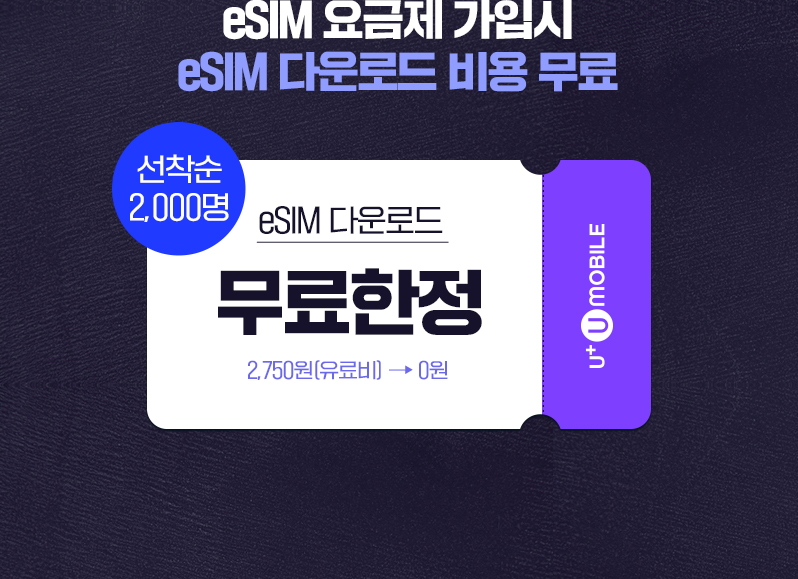 eSIM 요금제 가입시
eSIM 다운로드 비용 무료
선착순
2,000명
eSIM 다운로드
무료한정
2,750원(유료비) → 0원
U+ U MOBILE